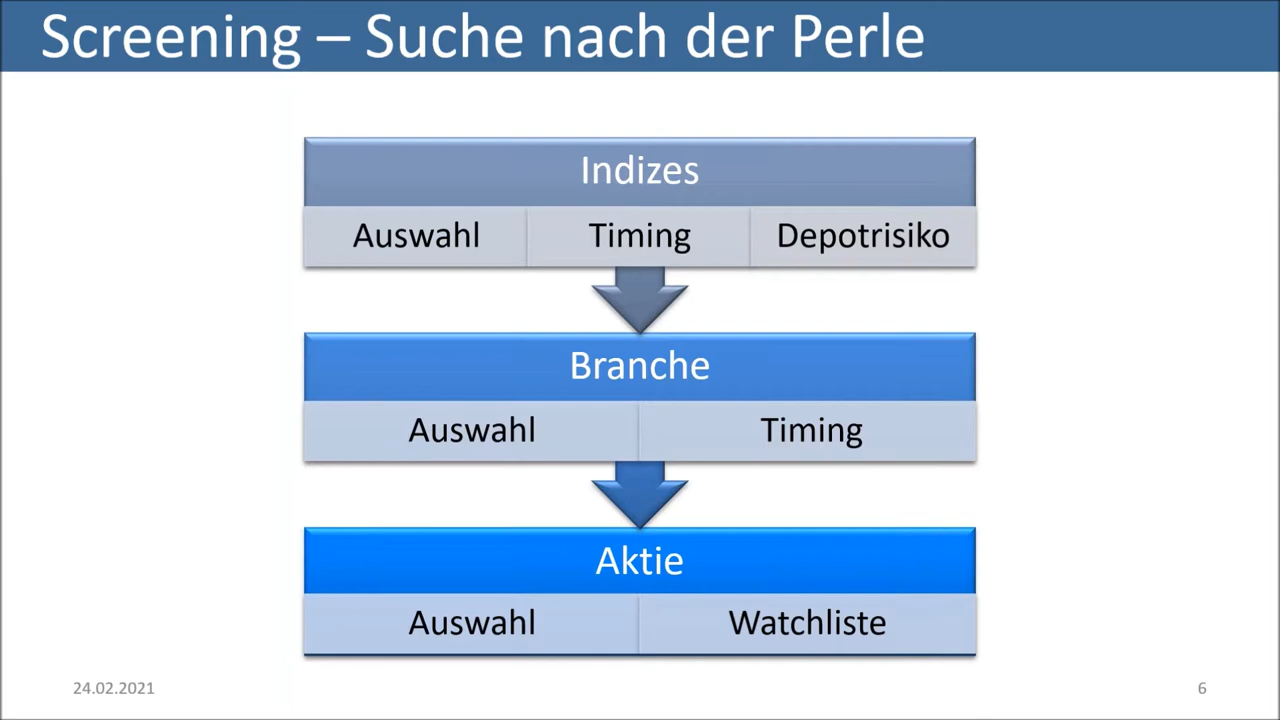 Screening – Suche nach der Perle
Indizes
Auswahl Timing Depotrisiko
Branche
Auswahl Timing
Aktie
Auswahl Watchliste
24.02.2021 6